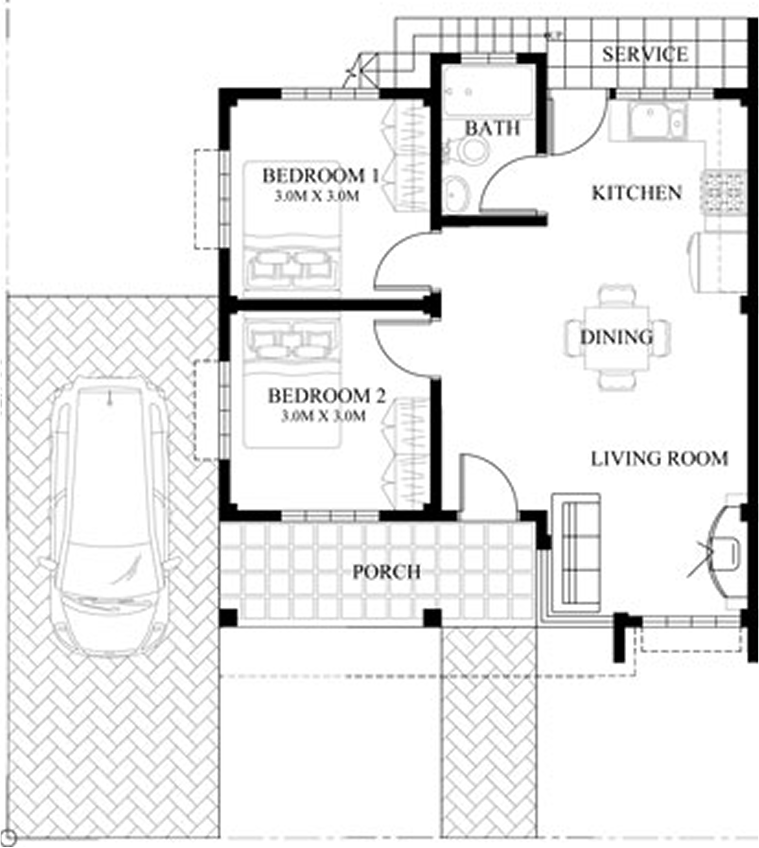 UP
SERVICE
BATH
BEDROOM 1
3.0M X 3.0M
KITCHEN
DINING
BEDROOM 2
3.0M X 3.0M
LIVING ROOM
PORCH